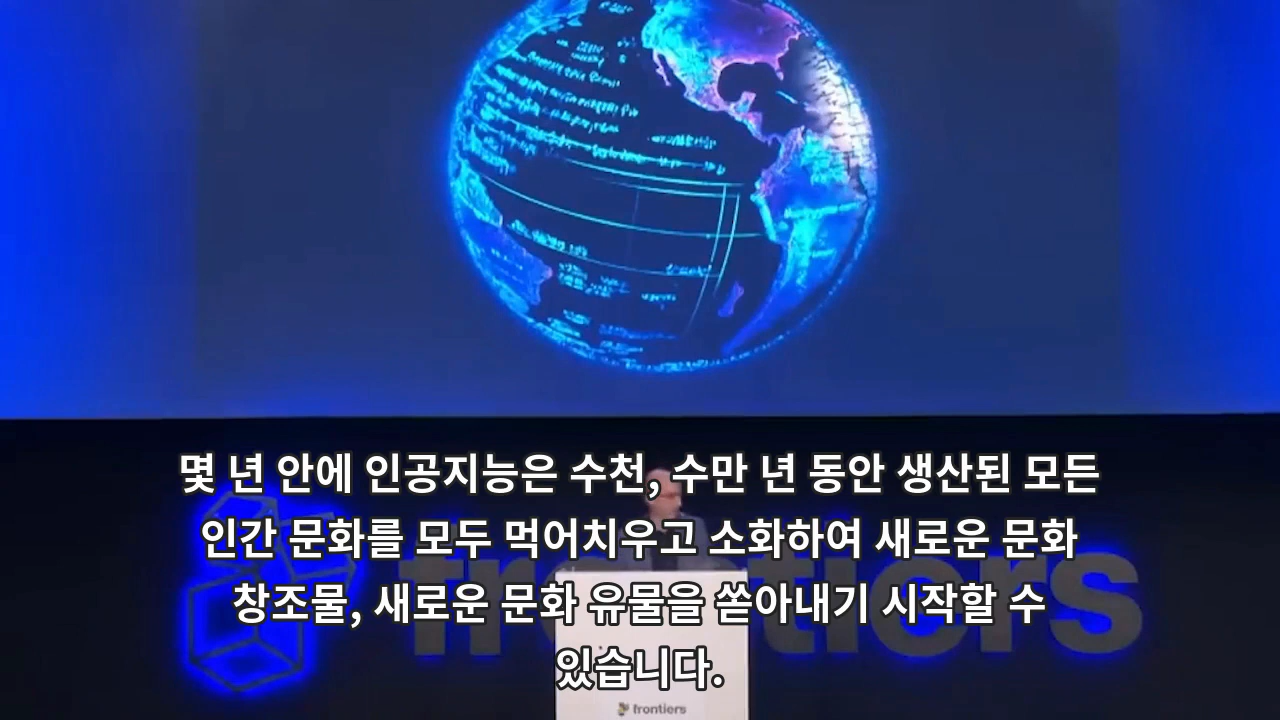 몇 년 안에 인공지능은 수천, 수만 년 동안 생산된 모든
인간 문화를 모두 먹어치우고 소화하여 새로운 문화
창조물, 새로운 문화 유물을 쏟아내기 시작할 수
있습니다.
frontiers
frontiers